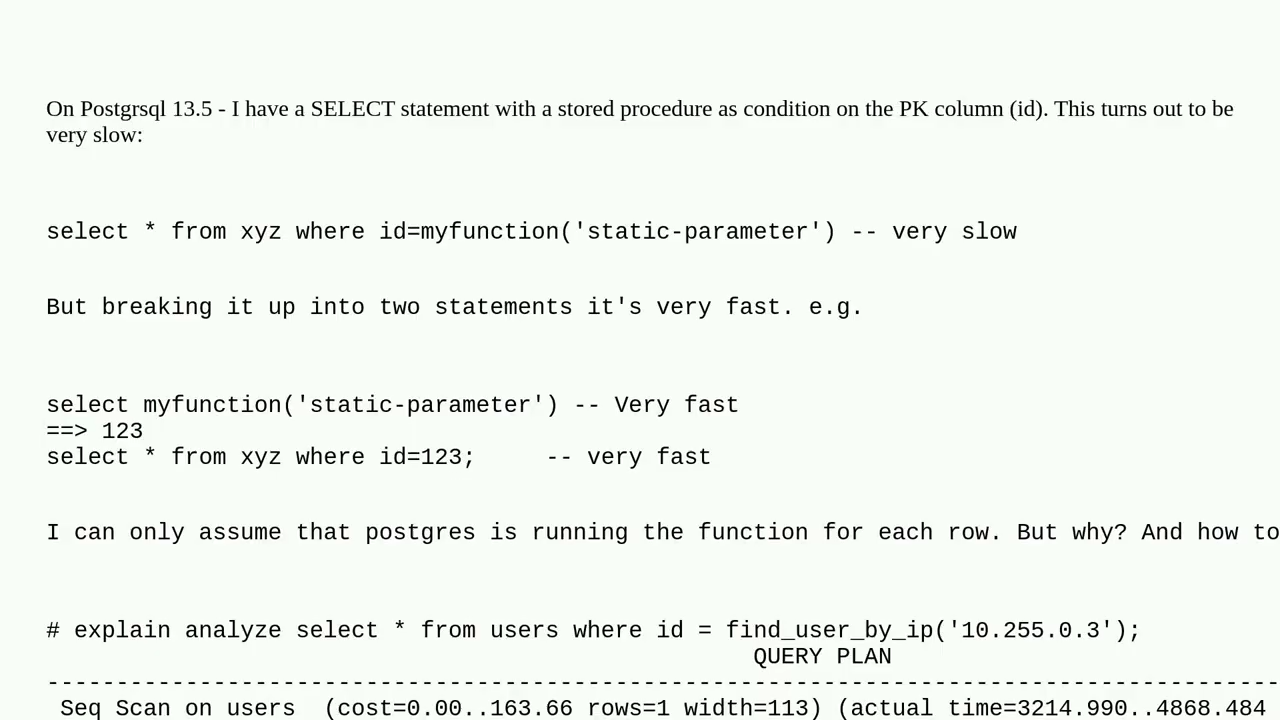 On Postgrsql 13.5 - I have a SELECT statement with a stored procedure as condition on the PK column (id). This turns out to be
very slow:
select * from xyz where id=myfunction('static-parameter') -- very slow
But breaking it up into two statements it's very fast. e.g.
select myfunction('static-parameter') -- Very fast
==> 123
select * from xyz where id=123;     -- very fast
I can only assume that postgres is running the function for each row. But why? And how to
# explain analyze select * from users where id = find_user_by_ip('10.255.0.3');
QUERY PLAN
-----------------------------------------------------------------------------------------
Seq Scan on users  (cost=0.00..163.66 rows=1 width=113) (actual time=3214.990..4868.484